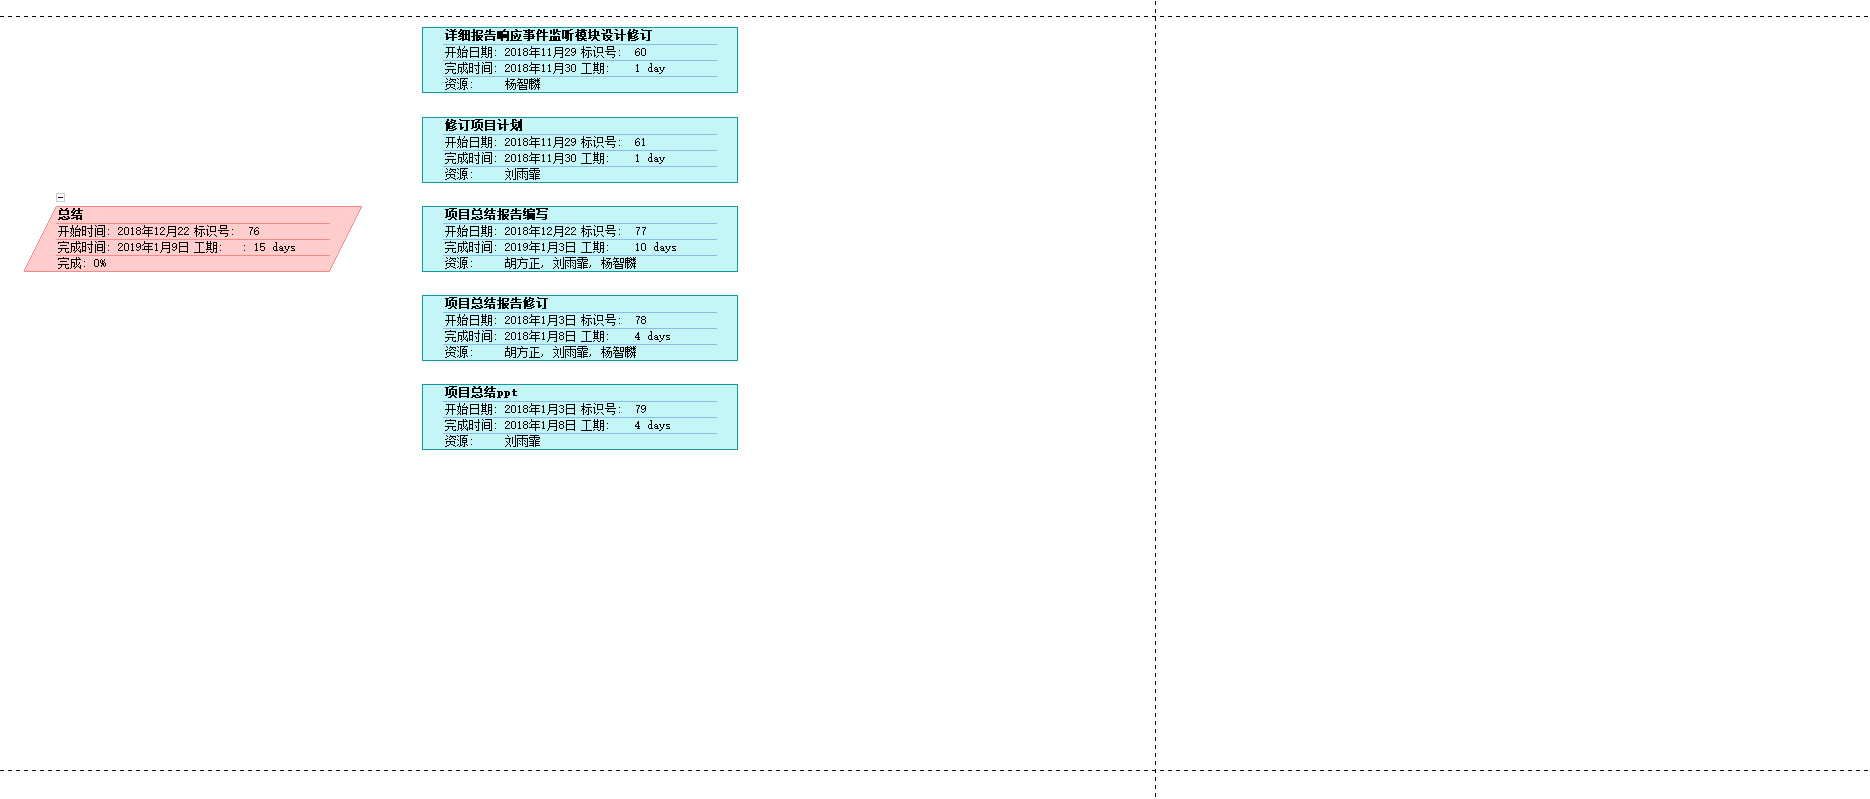 详细报告响应事件监听模块设计修订
开始日期: 2018年11月29 标识号: 60
完成时间: 2018年11月30 工期: 1 day
资源: 杨智麟
修订项目计划
开始日期: 2018年11月29 标识号: 61
完成时间: 2018年11月30 工期: 1 day
资源: 刘雨霏
总结
开始时间: 2018年12月22 标识号: 76
完成时间: 2019年1月9日 工期: : 15 days
完成: 0%
项目总结报告编写
开始日期: 2018年12月22 标识号: 77
完成时间: 2019年1月3日 工期: 10 days
资源: 胡方正, 刘雨霏, 杨智麟
项目总结报告修订
开始日期: 2018年1月3日 标识号: 78
完成时间: 2018年1月8日 工期: 4 days
资源: 胡方正, 刘雨霏, 杨智麟
项目总结ppt
开始日期: 2018年1月3日 标识号: 79
完成时间: 2018年1月8日 工期: 4 days
资源: 刘雨霏